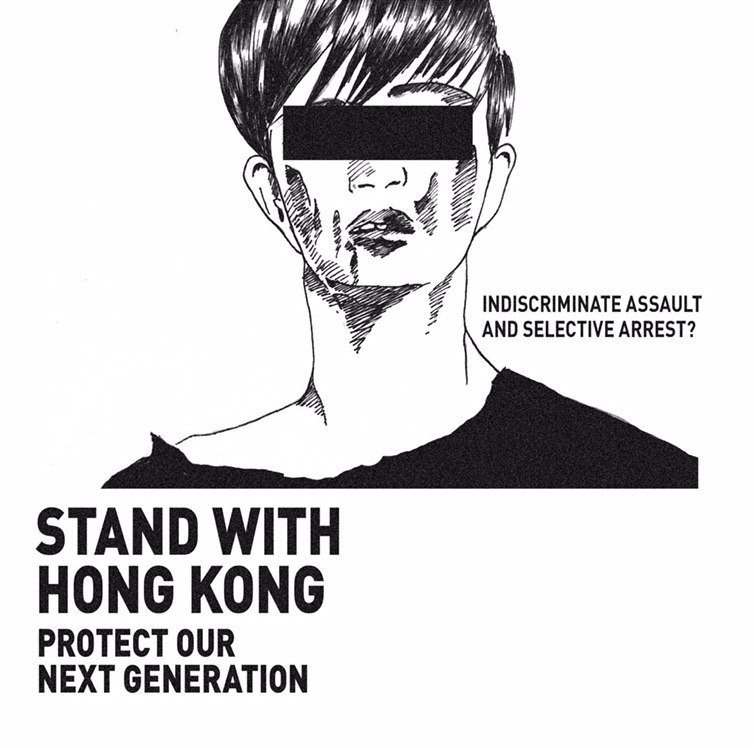 INDISCRIMINATE ASSAULT
AND SELECTIVE ARREST?
STAND WITH
HONG KONG
PROTECT OUR
NEXT GENERATION